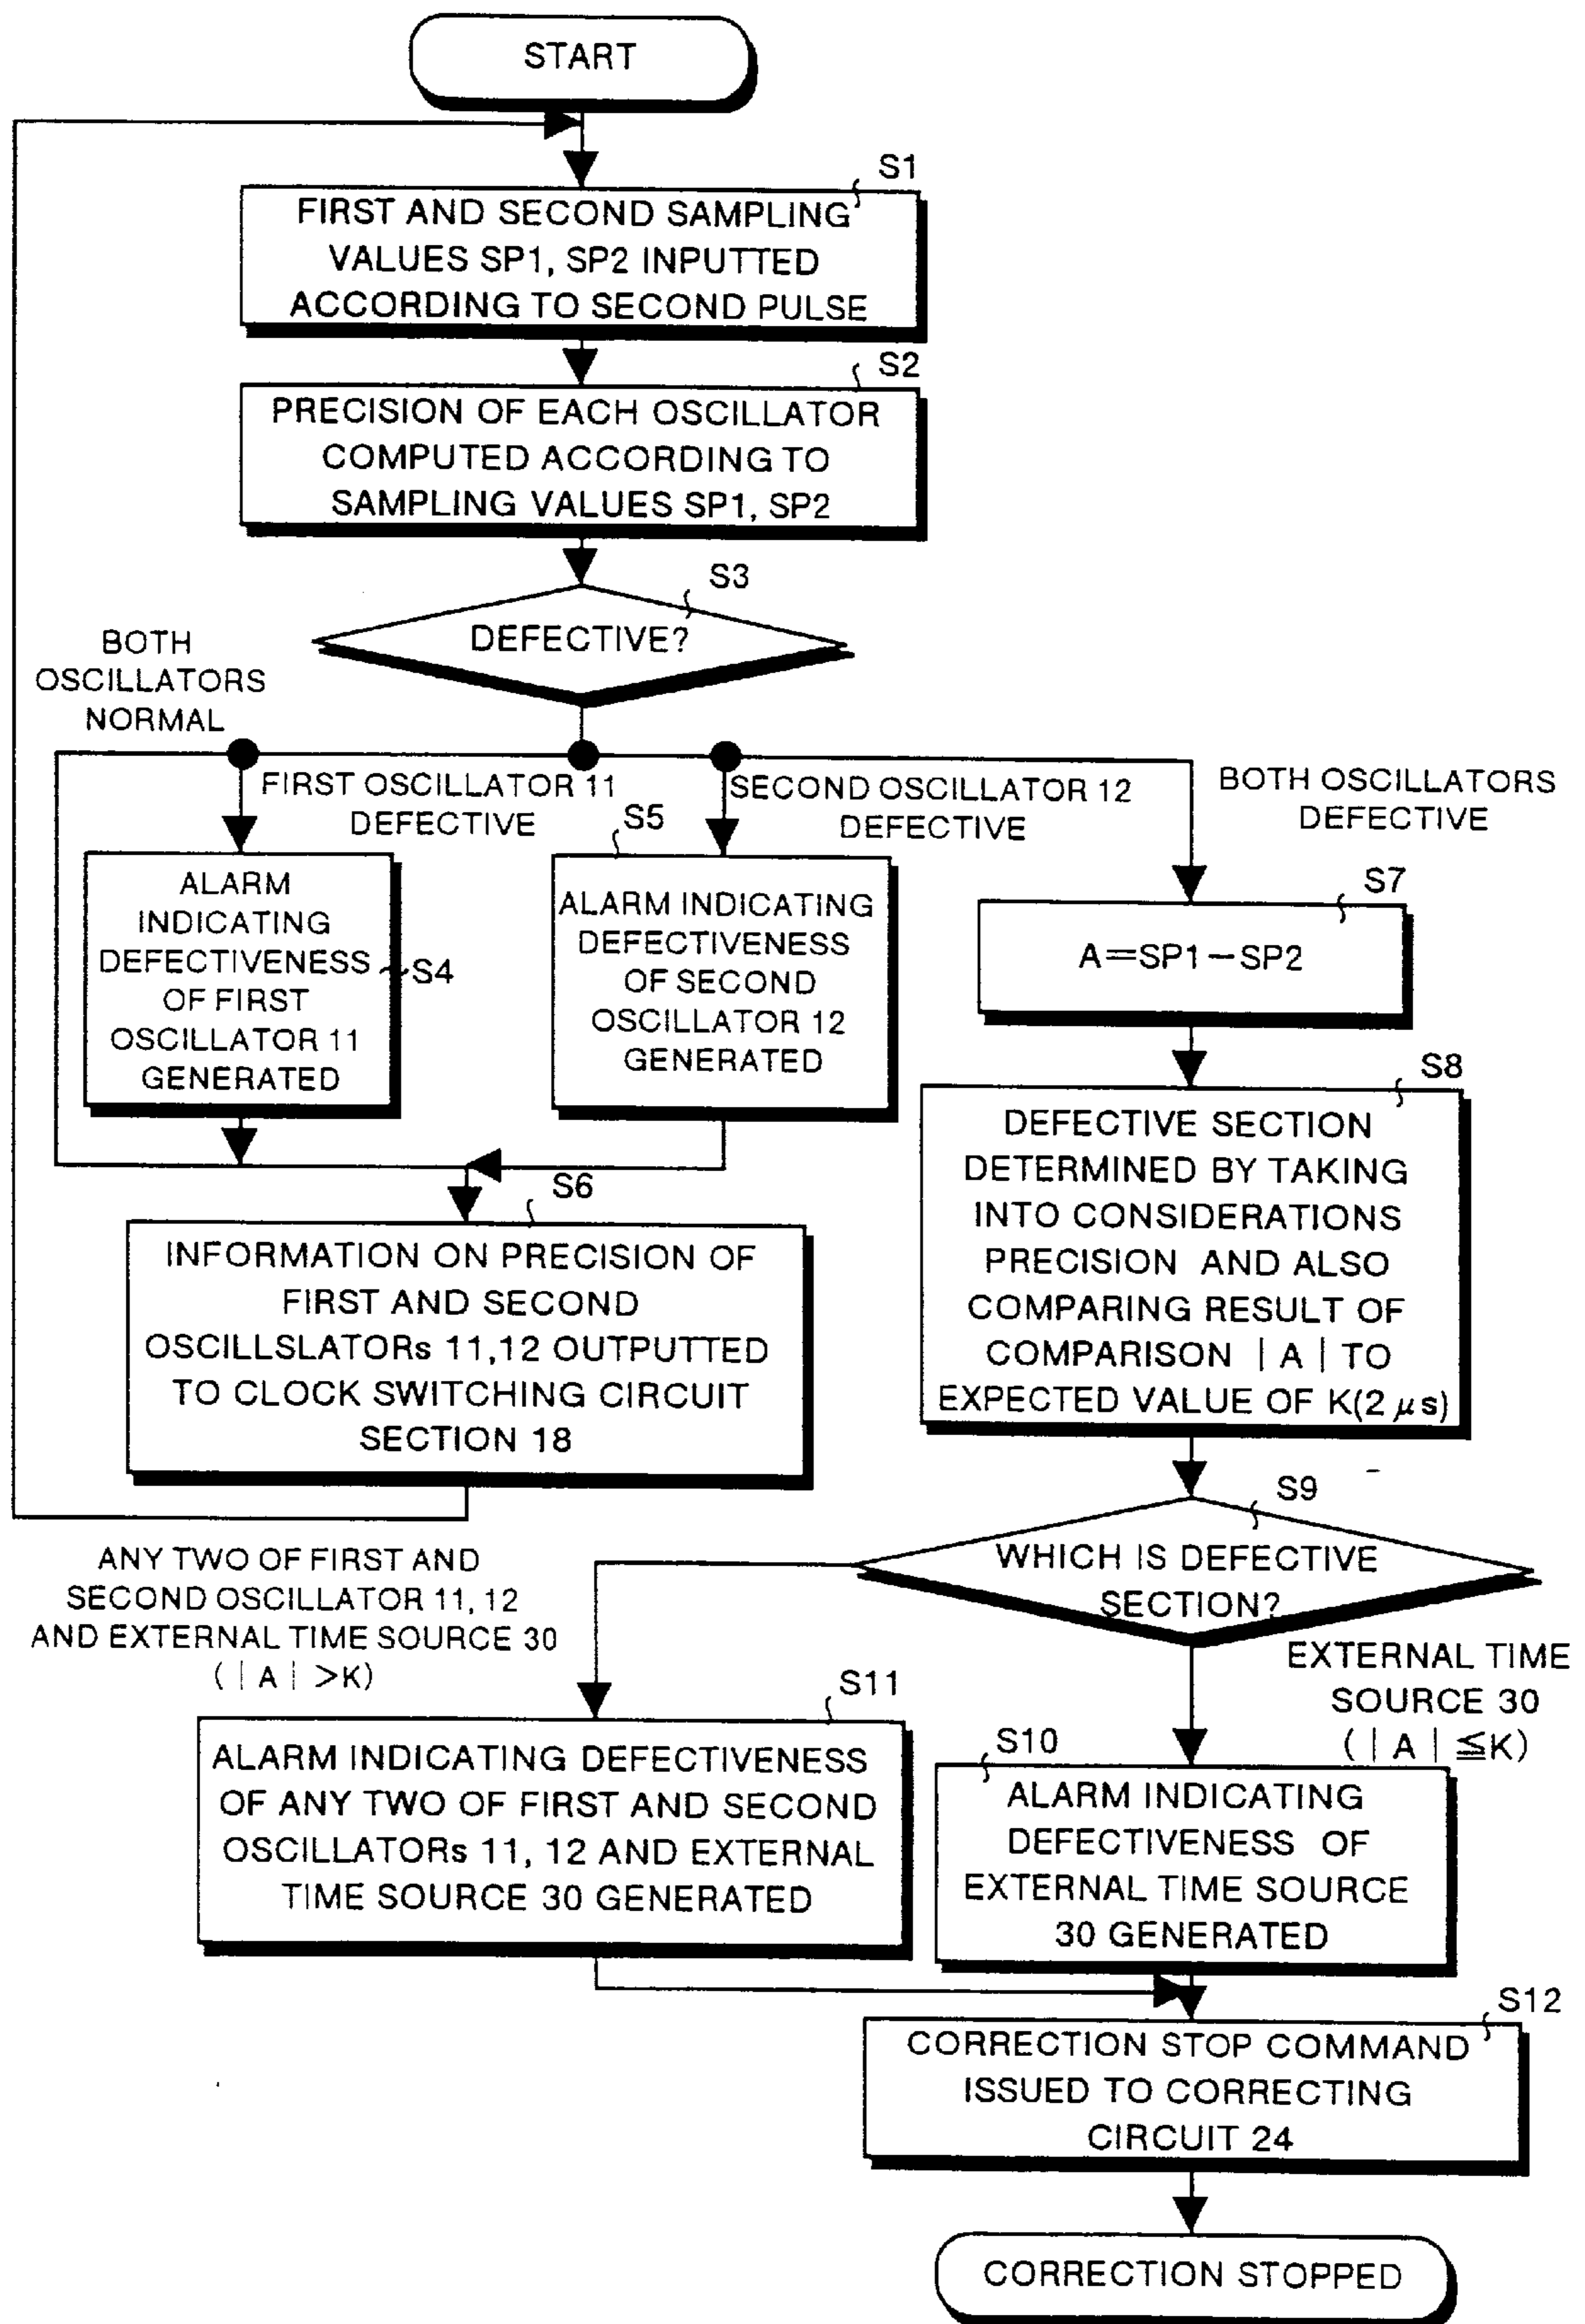 START
S1
FIRST AND SECOND SAMPLING
VALUES SP1, SP2 INPUTTED
ACCORDING TO SECOND PULSE
S2
PRECISION OF EACH OSCILLATOR
COMPUTED ACCORDING TO
SAMPLING VALUES SP1, SP2
S3
DEFECTIVE?
BOTH
OSCILLATORS
NORMAL
FIRST OSCILLATOR 11
DEFECTIVE
SECOND OSCILLATOR 12
DEFECTIVE
BOTH OSCILLATORS
DEFECTIVE
S4
ALARM
INDICATING
DEFECTIVENESS
OF FIRST
OSCILLATOR 11
GENERATED
S5
ALARM INDICATING
DEFECTIVENESS
OF SECOND
OSCILLATOR 12
GENERATED
S7
A=SP1-SP2
S6
INFORMATION ON PRECISION OF
FIRST AND SECOND
OSCILLSLATORs 11,12 OUTPUTTED
TO CLOCK SWITCHING CIRCUIT
SECTION 18
S8
DEFECTIVE SECTION
DETERMINED BY TAKING
INTO CONSIDERATIONS
PRECISION AND ALSO
COMPARING RESULT OF
COMPARISON | A | TO
EXPECTED VALUE OF K(2 μs)
S9
WHICH IS DEFECTIVE
SECTION?
ANY TWO OF FIRST AND
SECOND OSCILLATOR 11, 12
AND EXTERNAL TIME SOURCE 30
( | A | >K)
EXTERNAL TIME
SOURCE 30
( | A | ≦K)
S11
ALARM INDICATING DEFECTIVENESS
OF ANY TWO OF FIRST AND SECOND
OSCILLATORs 11, 12 AND EXTERNAL
TIME SOURCE 30 GENERATED
S10
ALARM INDICATING
DEFECTIVENESS OF
EXTERNAL TIME SOURCE
30 GENERATED
S12
CORRECTION STOP COMMAND
ISSUED TO CORRECTING
CIRCUIT 24
CORRECTION STOPPED